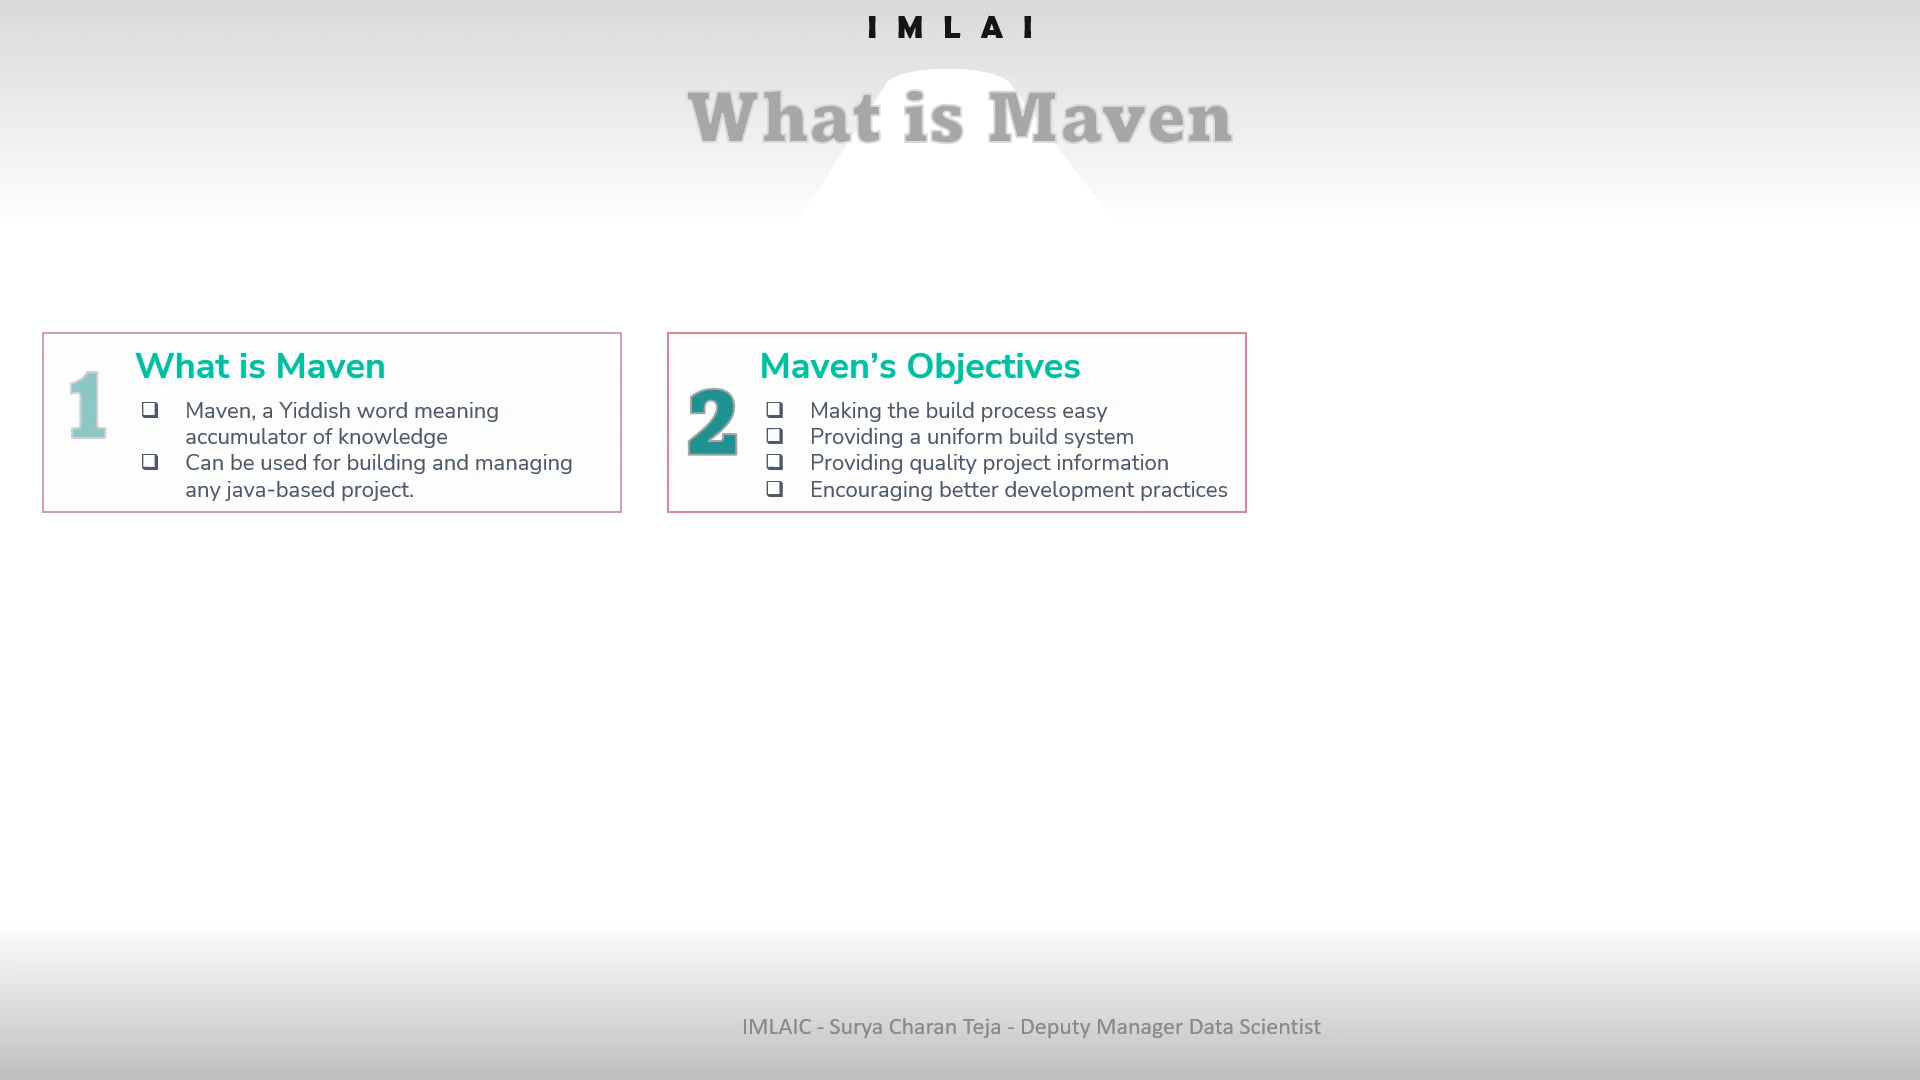 IMLAI
What is Maven
1
What is Maven
❑ Maven, a Yiddish word meaning
accumulator of knowledge
❑ Can be used for building and managing
any java-based project.
2
Maven’s Objectives
❑ Making the build process easy
❑ Providing a uniform build system
❑ Providing quality project information
❑ Encouraging better development practices
IMLAIC - Surya Charan Teja - Deputy Manager Data Scientist